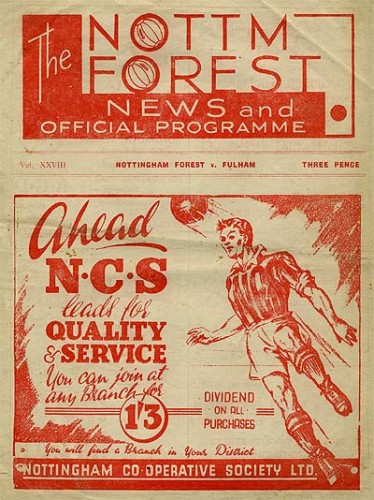 The NOTTM
FOREST
NEWS and
OFFICIAL PROGRAMME
Vol. XXVIII NOTTINGHAM FOREST v. FULHAM THREE PENCE
Ahead
N·C·S
leads for
QUALITY
& SERVICE
You can join at
any Branch for
1'3
DIVIDEND
ON ALL
PURCHASES
You will find a Branch in Your District
NOTTINGHAM CO-OPERATIVE SOCIETY LTD.